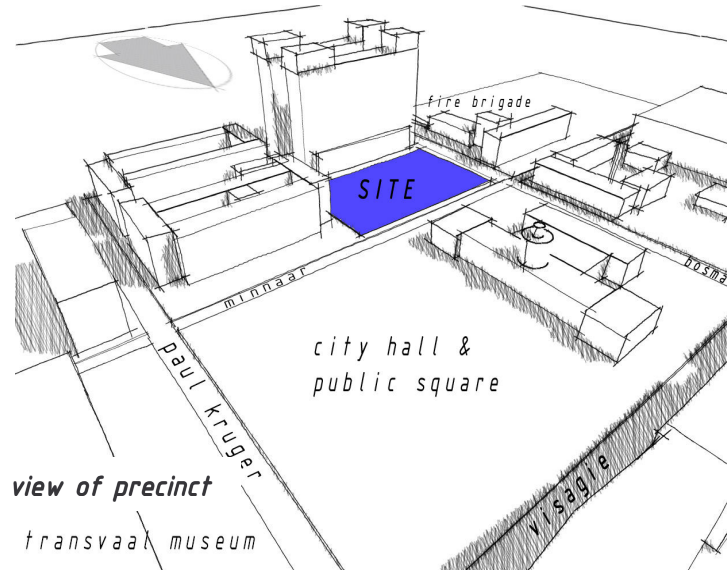 fire brigade
SITE
minnaar
bosma
city hall &
public square
paul kruger
visagie
view of precinct
transvaal museum